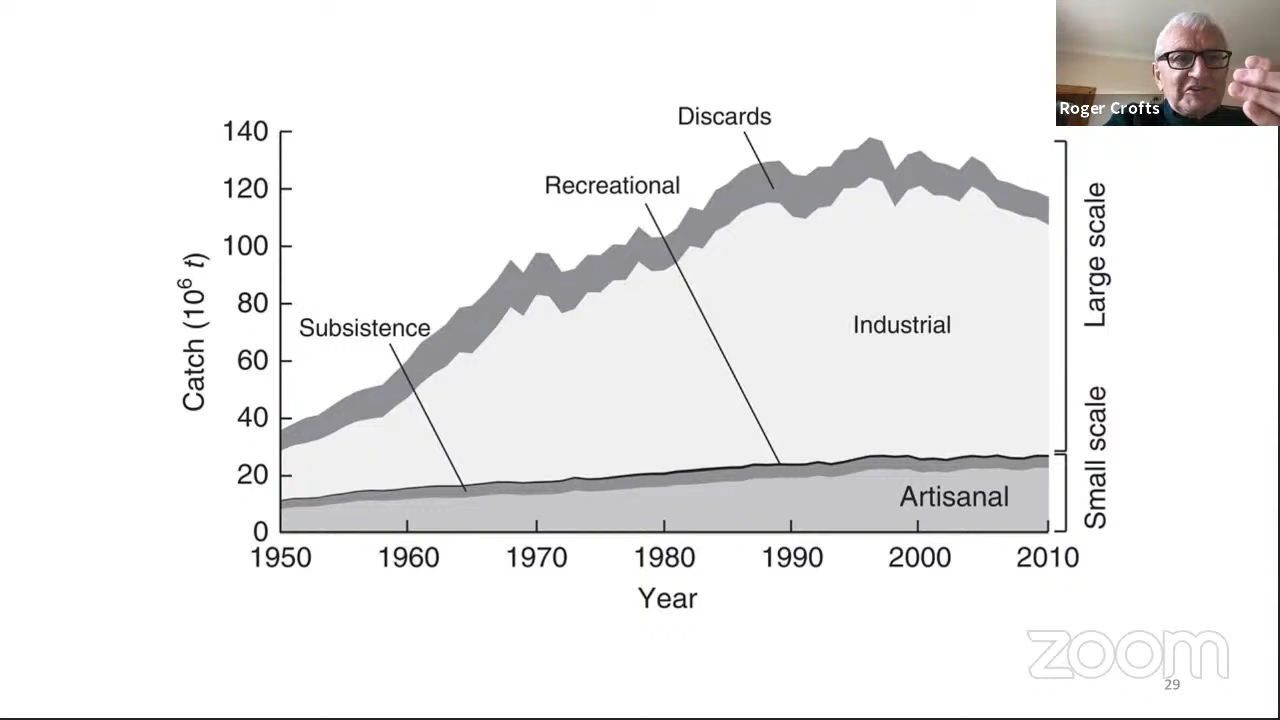 Roger Crofts
Discards
Recreational
Subsistence
Industrial
Artisanal
Large scale
Small scale
Catch (10⁶ t)
140
120
100
80
60
40
20
0
1950 1960 1970 1980 1990 2000 2010
Year
zoom
29